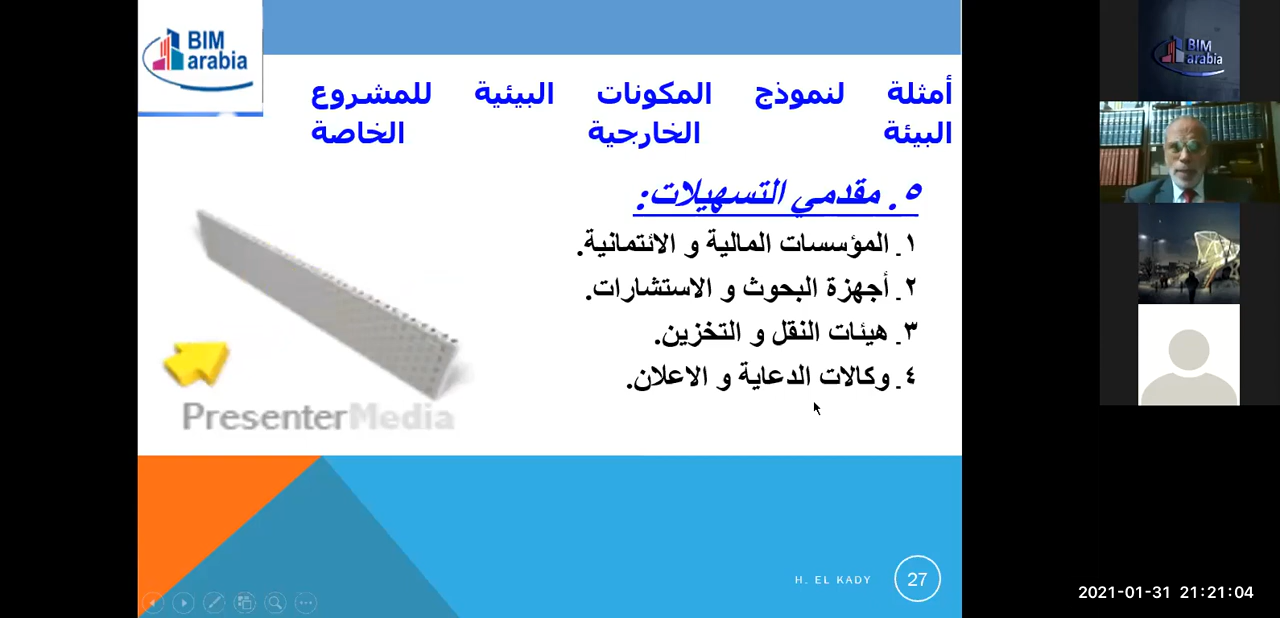 BIM
arabia
أمثلة لنموذج المكونات البيئية للمشروع
البيئة الخارجية الخاصة
٥. مقدمي التسهيلات:
١. المؤسسات المالية و الائتمانية.
٢. أجهزة البحوث و الاستشارات.
٣. هيئات النقل و التخزين.
٤. وكالات الدعاية و الاعلان.
PresenterMedia
H. EL KADY
27
BIM
arabia
2021-01-31 21:21:04